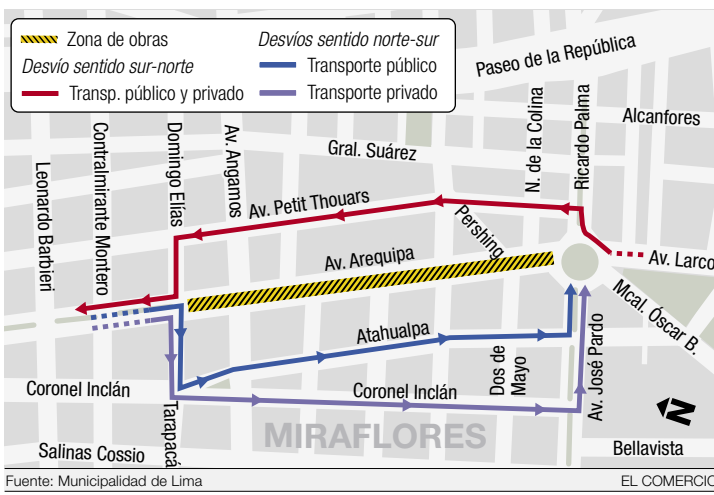 Zona de obras
Desvío sentido sur-norte
Transp. público y privado
Desvíos sentido norte-sur
Transporte público
Transporte privado
Paseo de la República
Alcanfores
Leonardo Barbieri
Contralmirante Montero
Domingo Elías
Av. Angamos
Gral. Suárez
N. de la Colina
Ricardo Palma
Av. Petit Thouars
Pershing
Av. Arequipa
Av. Larco
Mcal. Óscar B.
Atahualpa
Dos de
Mayo
Av. José Pardo
Coronel Inclán
Coronel Inclán
Tarapacá
N
MIRAFLORES
Salinas Cossio
Bellavista
Fuente: Municipalidad de Lima
EL COMERCIO